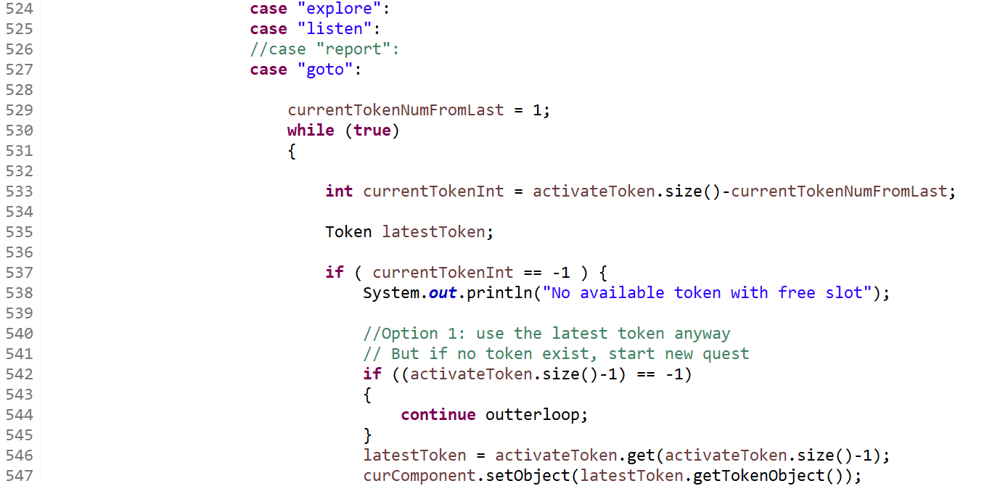 524 case "explore":
525 case "listen":
526 //case "report":
527 case "goto":
528
529 currentTokenNumFromLast = 1;
530 while (true)
531 {
532
533 int currentTokenInt = activateToken.size()-currentTokenNumFromLast;
534
535 Token latestToken;
536
537 if ( currentTokenInt == -1 ) {
538 System.out.println("No available token with free slot");
539
540 //Option 1: use the latest token anyway
541 // But if no token exist, start new quest
542 if ((activateToken.size()-1) == -1)
543 {
544 continue outterloop;
545 }
546 latestToken = activateToken.get(activateToken.size()-1);
547 curComponent.setObject(latestToken.getTokenObject());